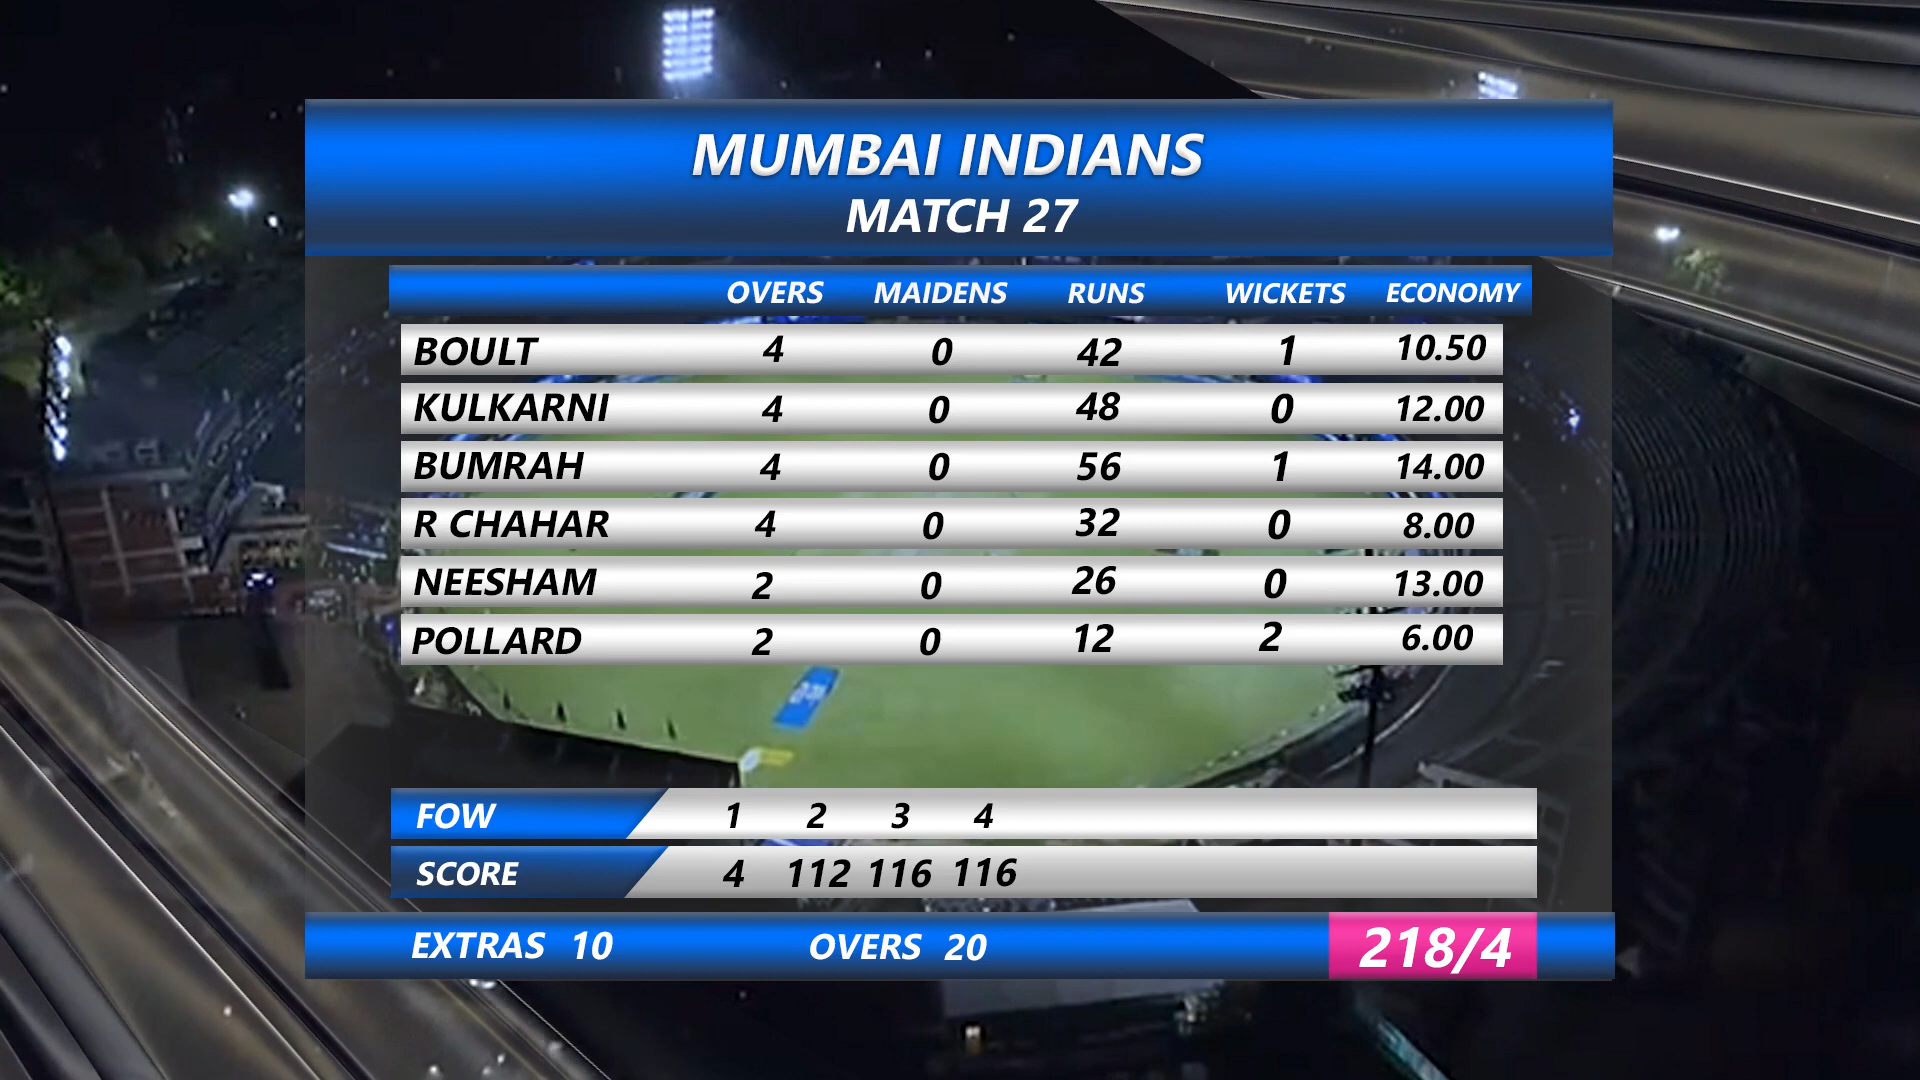 MUMBAI INDIANS
MATCH 27
OVERS MAIDENS RUNS WICKETS ECONOMY
BOULT 4 0 42 1 10.50
KULKARNI 4 0 48 0 12.00
BUMRAH 4 0 56 1 14.00
R CHAHAR 4 0 32 0 8.00
NEESHAM 2 0 26 0 13.00
POLLARD 2 0 12 2 6.00
FOW 1 2 3 4
SCORE 4 112 116 116
EXTRAS 10 OVERS 20 218/4